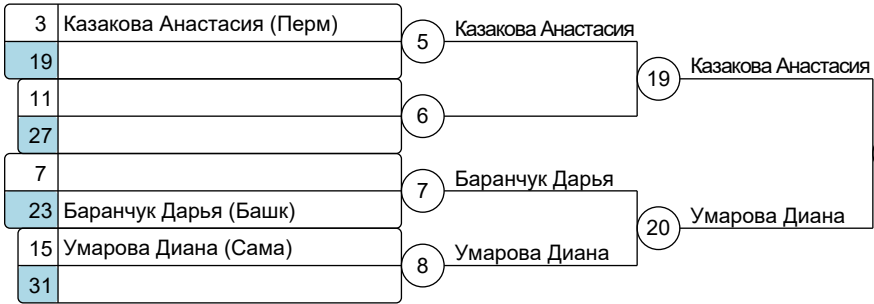 3 Казакова Анастасия (Перм)
19
5
Казакова Анастасия
19
Казакова Анастасия
11
27
6
7
23 Баранчук Дарья (Башк)
7
Баранчук Дарья
20
Умарова Диана
15 Умарова Диана (Сама)
31
8
Умарова Диана